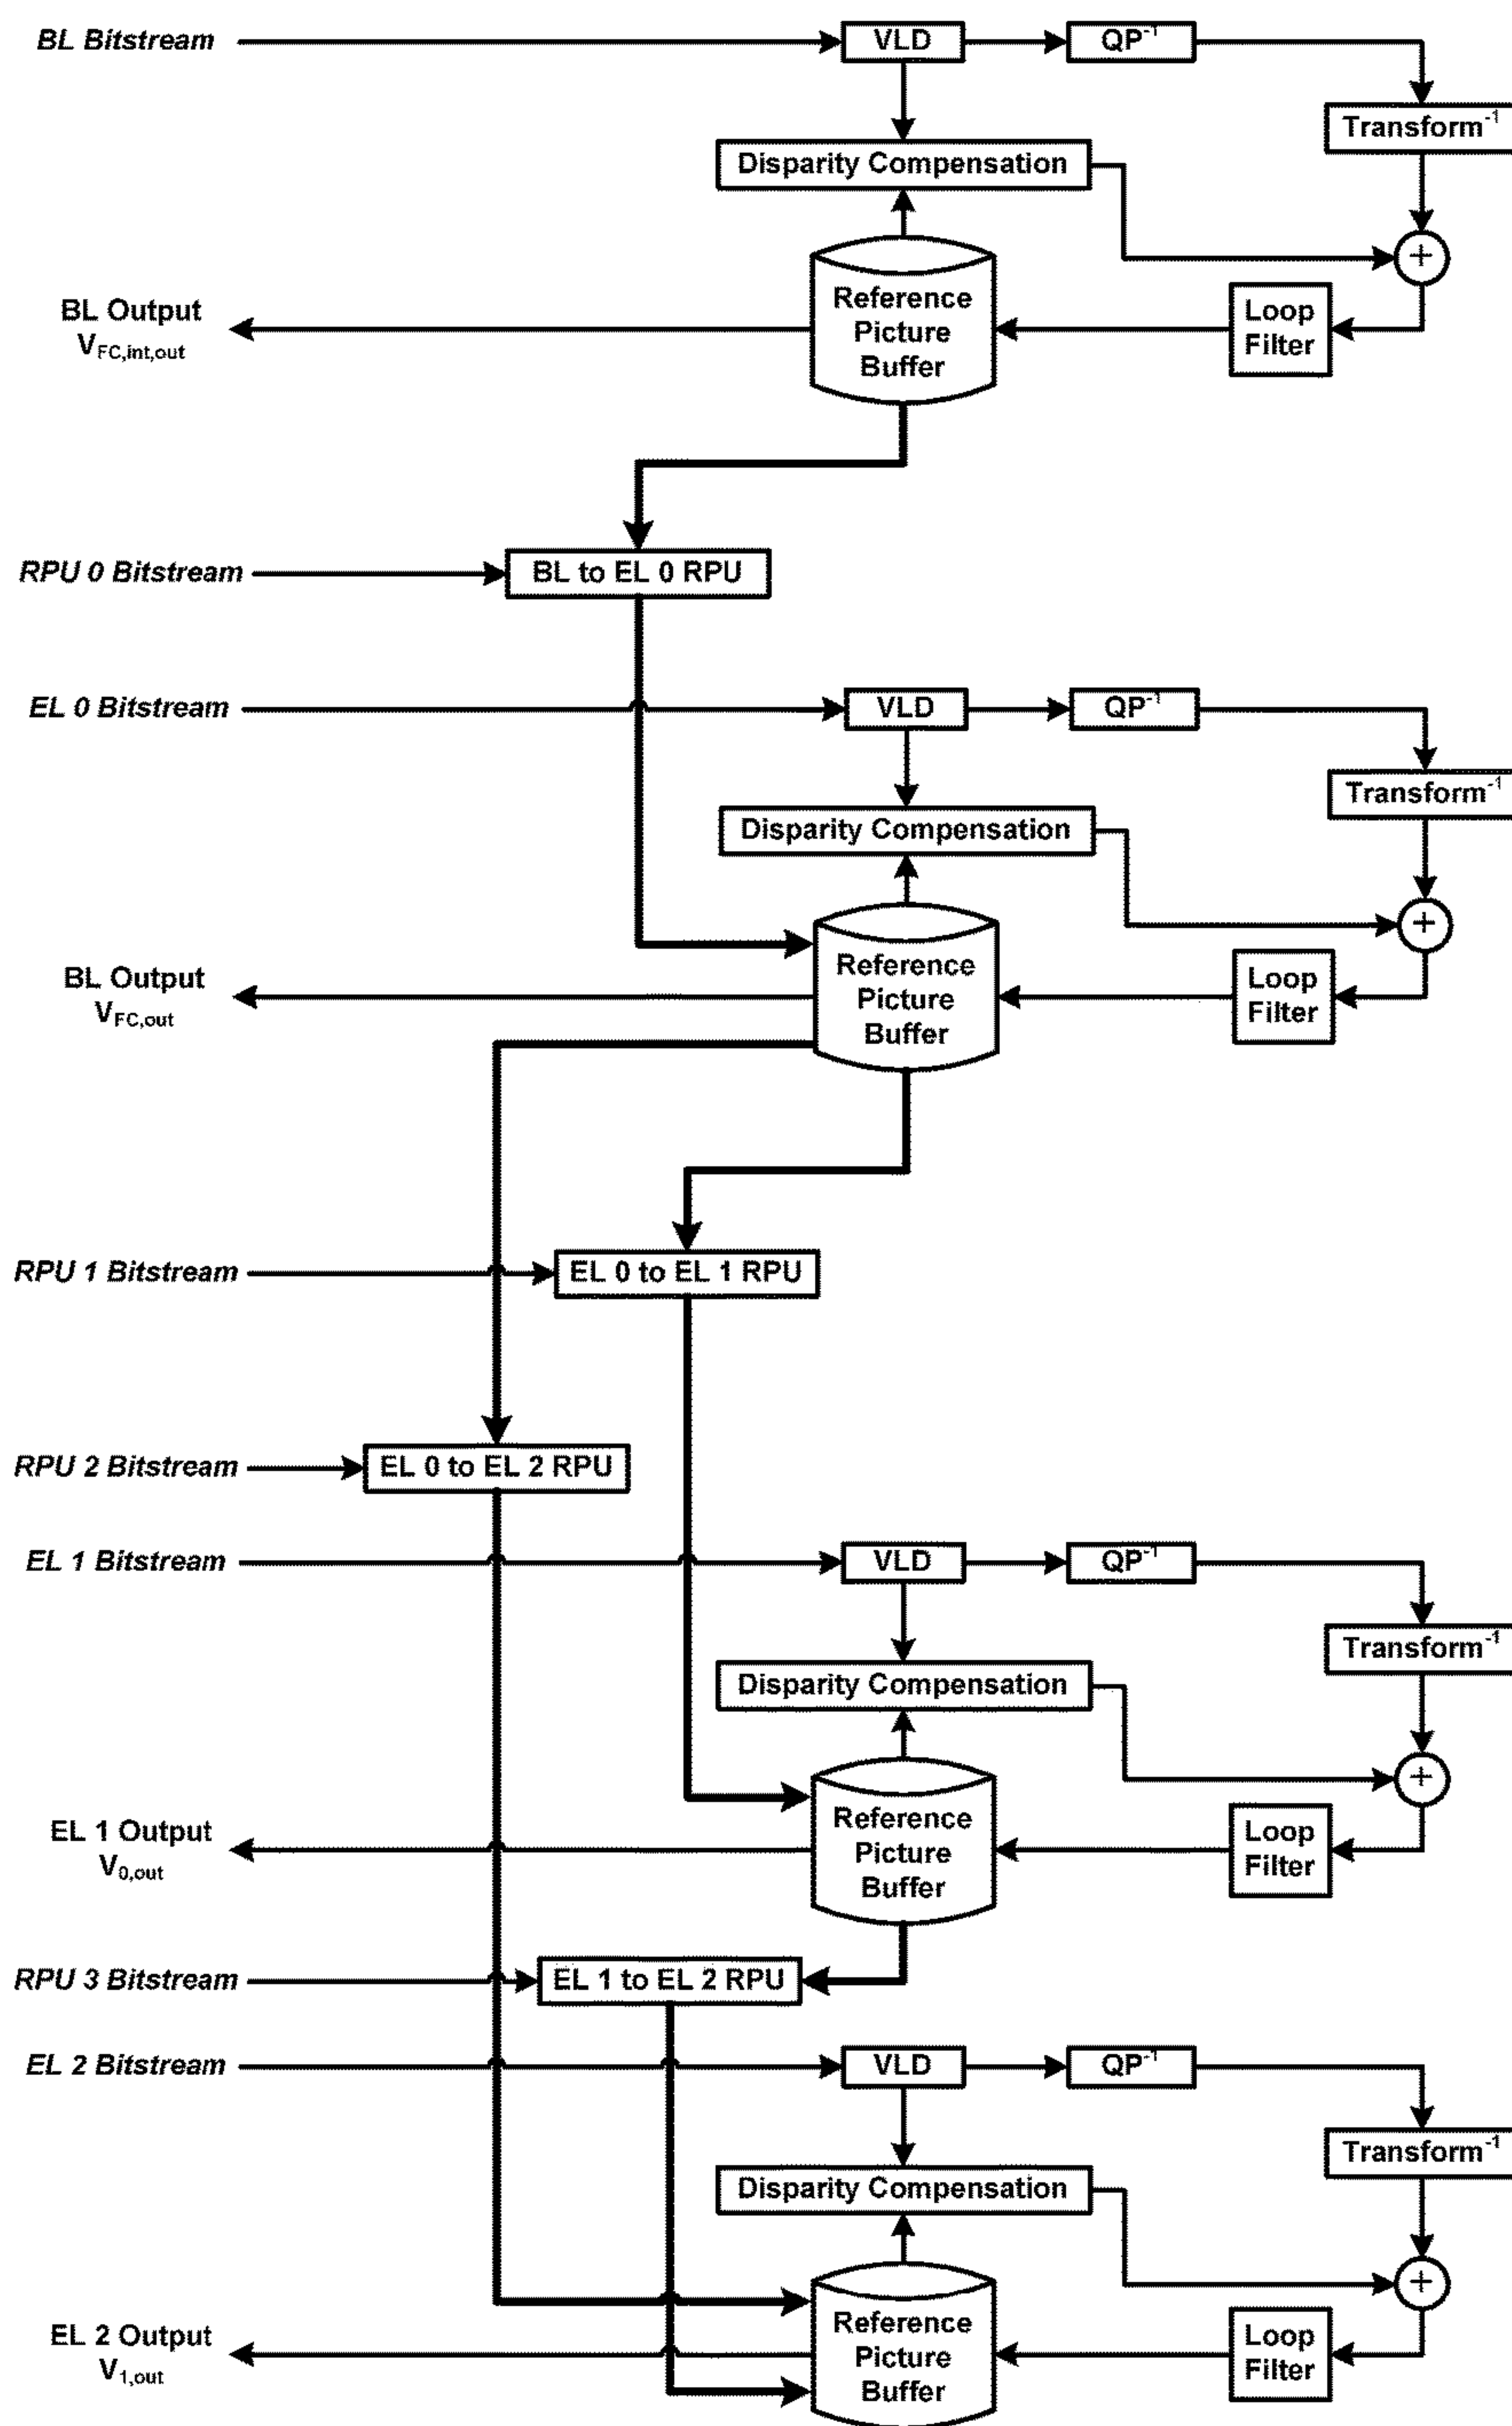 BL Bitstream
VLD
QP⁻¹
Transform⁻¹
Disparity Compensation
+
BL Output
V_FC,int,out
Reference
Picture
Buffer
Loop
Filter
RPU 0 Bitstream
BL to EL 0 RPU
EL 0 Bitstream
VLD
QP⁻¹
Transform⁻¹
Disparity Compensation
+
BL Output
V_FC,out
Reference
Picture
Buffer
Loop
Filter
RPU 1 Bitstream
EL 0 to EL 1 RPU
RPU 2 Bitstream
EL 0 to EL 2 RPU
EL 1 Bitstream
VLD
QP⁻¹
Transform⁻¹
Disparity Compensation
+
EL 1 Output
V_0,out
Reference
Picture
Buffer
Loop
Filter
RPU 3 Bitstream
EL 1 to EL 2 RPU
EL 2 Bitstream
VLD
QP⁻¹
Transform⁻¹
Disparity Compensation
+
EL 2 Output
V_1,out
Reference
Picture
Buffer
Loop
Filter